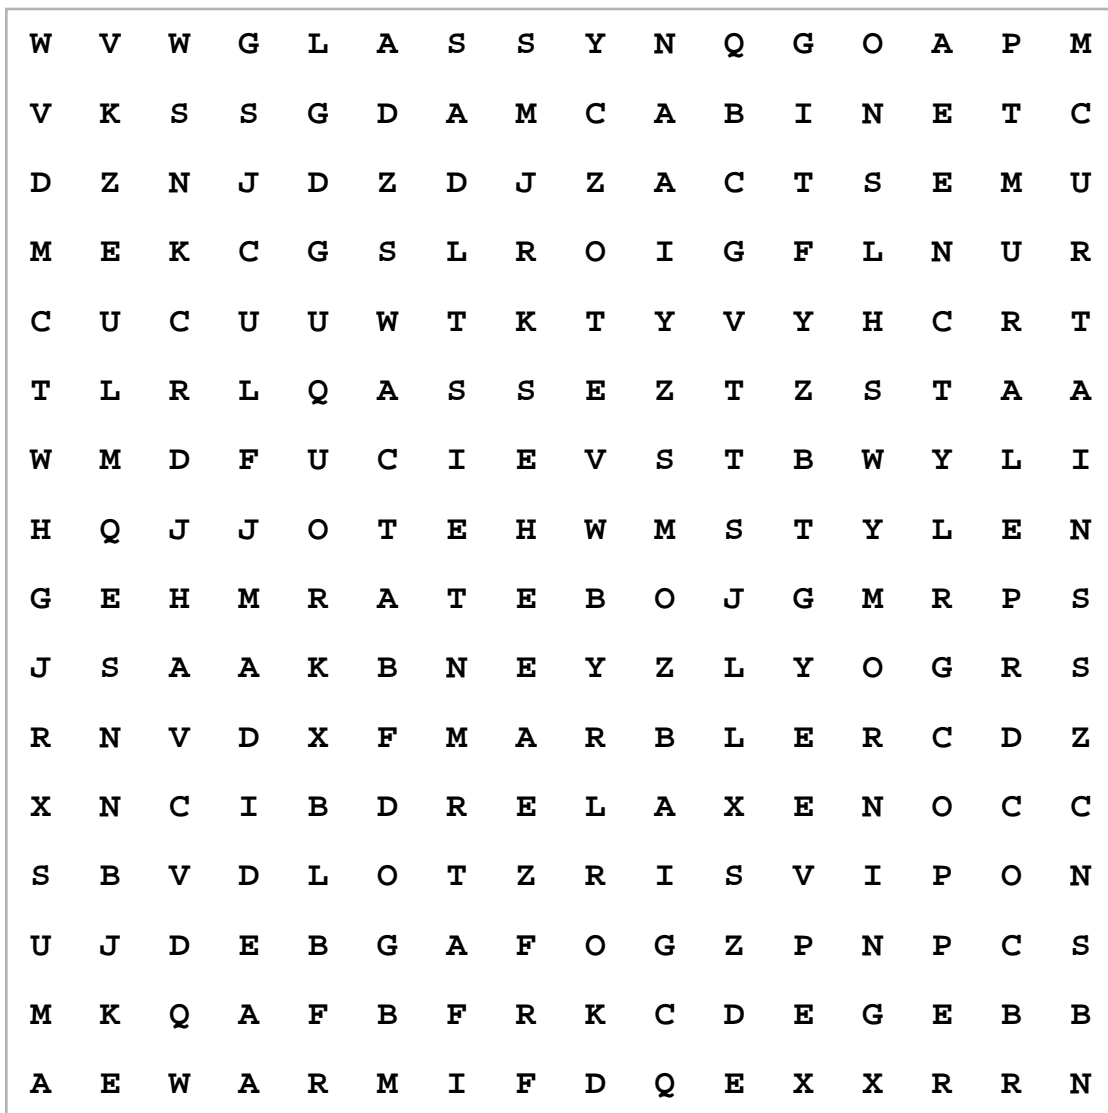 W V W G L A S S Y N Q G O A P M
V K S S G D A M C A B I N E T C
D Z N J D Z D J Z A C T S E M U
M E K C G S L R O I G F L N U R
C U C U U W T K T Y V Y H C R T
T L R L Q A S S E Z T Z S T A A
W M D F U C I E V S T B W Y L I
H Q J J O T E H W M S T Y L E N
G E H M R A T E B O J G M R P S
J S A A K B N E Y Z L Y O G R S
R N V D X F M A R B L E R C D Z
X N C I B D R E L A X E N O C C
S B V D L O T Z R I S V I P O N
U J D E B G A F O G Z P N P C S
M K Q A F B F R K C D E G E B B
A E W A R M I F D Q E X X R R N